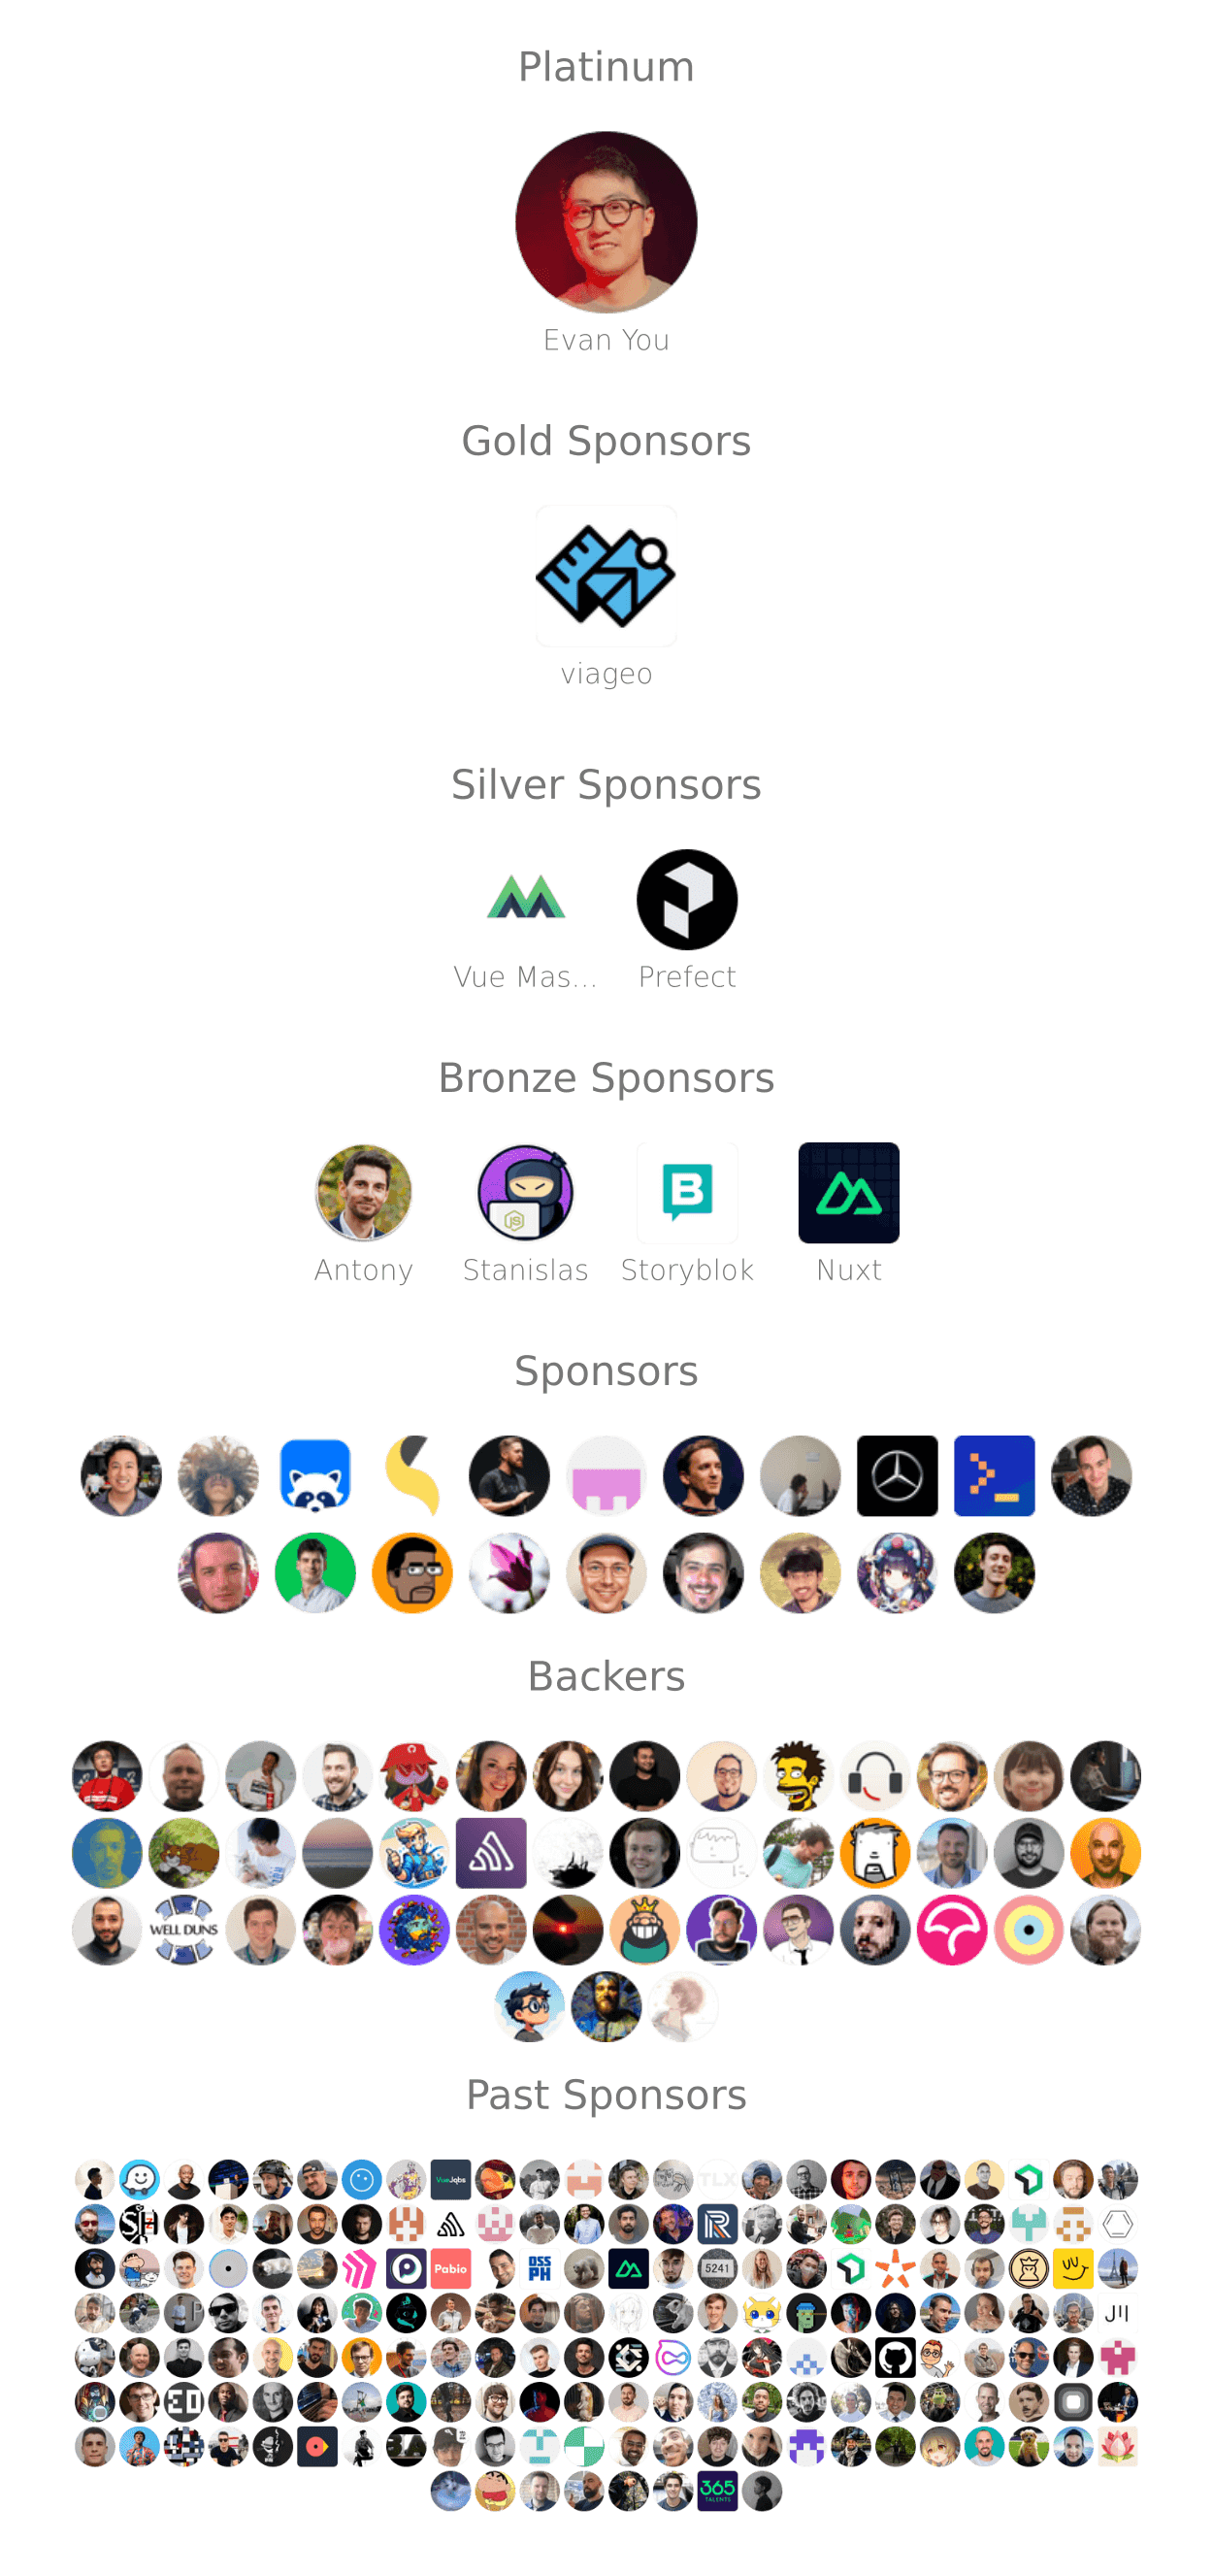 Platinum
Evan You
Gold Sponsors
viageo
Silver Sponsors
Vue Mas...
Prefect
Bronze Sponsors
Antony
Stanislas
Storyblok
Nuxt
Sponsors
Backers
WELL DUNS
Past Sponsors
VueJobs
TLX
SH
Pabio
OSS
PH
5241
365
TALENTS